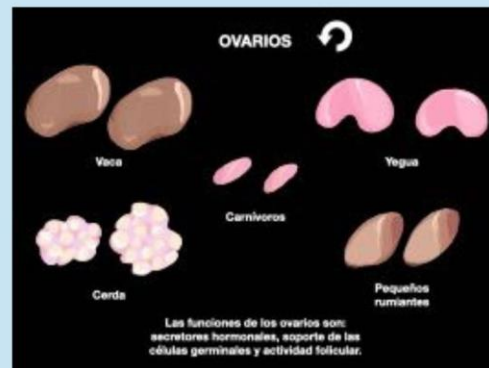 OVARIOS
Vaca
Yegua
Carnívoros
Cerda
Pequeños
rumiantes
Las funciones de los ovarios son:
secretores hormonales, soporte de las
células germinales y actividad folicular.